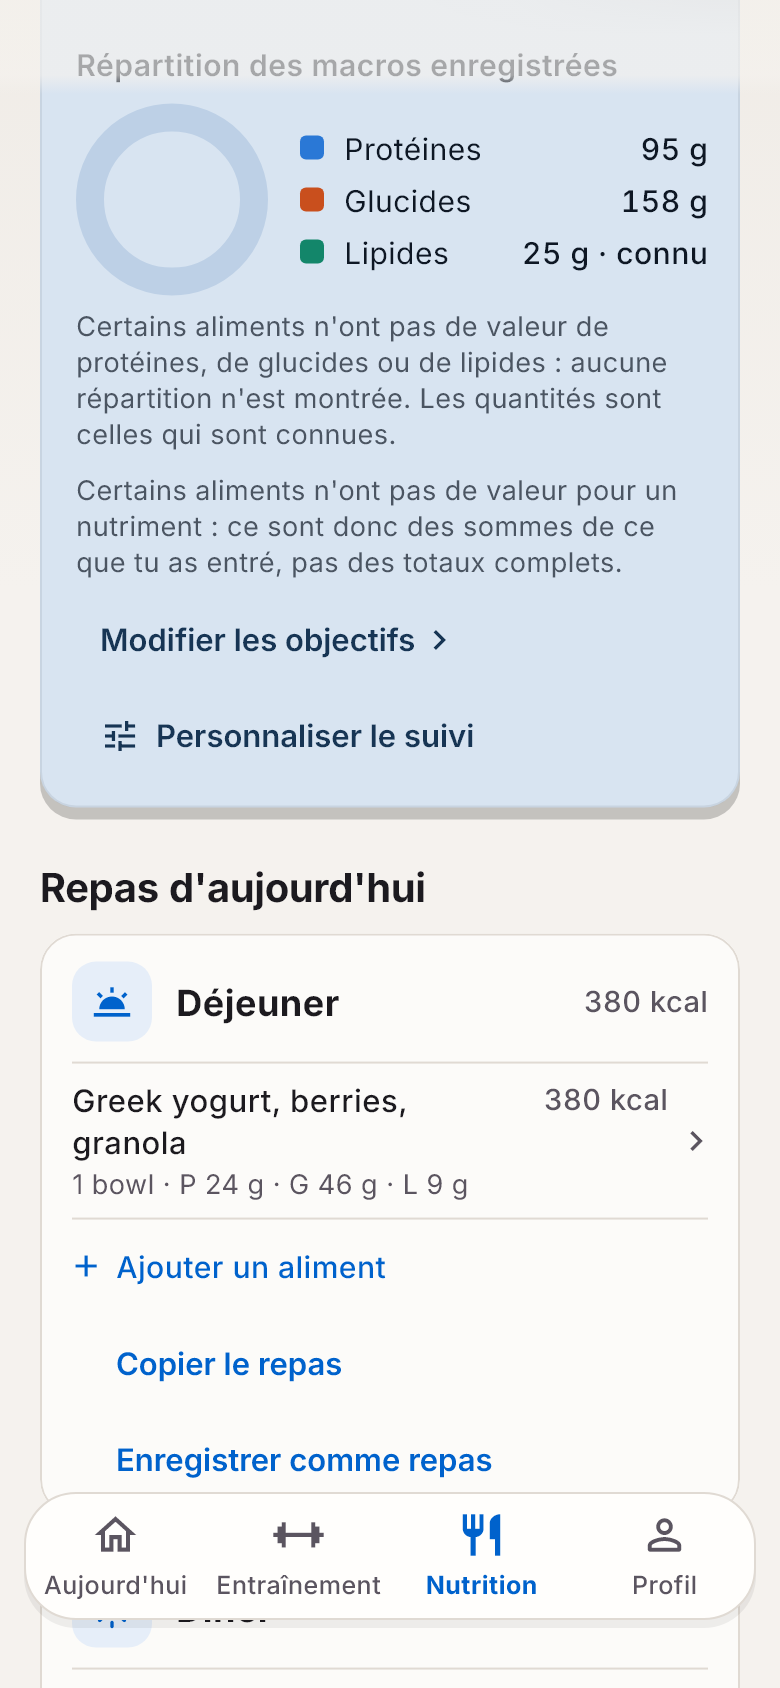 Répartition des macros enregistrées
Protéines 95 g
Glucides 158 g
Lipides 25 g · connu
Certains aliments n'ont pas de valeur de
protéines, de glucides ou de lipides : aucune
répartition n'est montrée. Les quantités sont
celles qui sont connues.
Certains aliments n'ont pas de valeur pour un
nutriment : ce sont donc des sommes de ce
que tu as entré, pas des totaux complets.
Modifier les objectifs
Personnaliser le suivi
Repas d'aujourd'hui
Déjeuner 380 kcal
Greek yogurt, berries, 380 kcal
granola
1 bowl · P 24 g · G 46 g · L 9 g
+ Ajouter un aliment
Copier le repas
Enregistrer comme repas
Aujourd'hui Entraînement Nutrition Profil